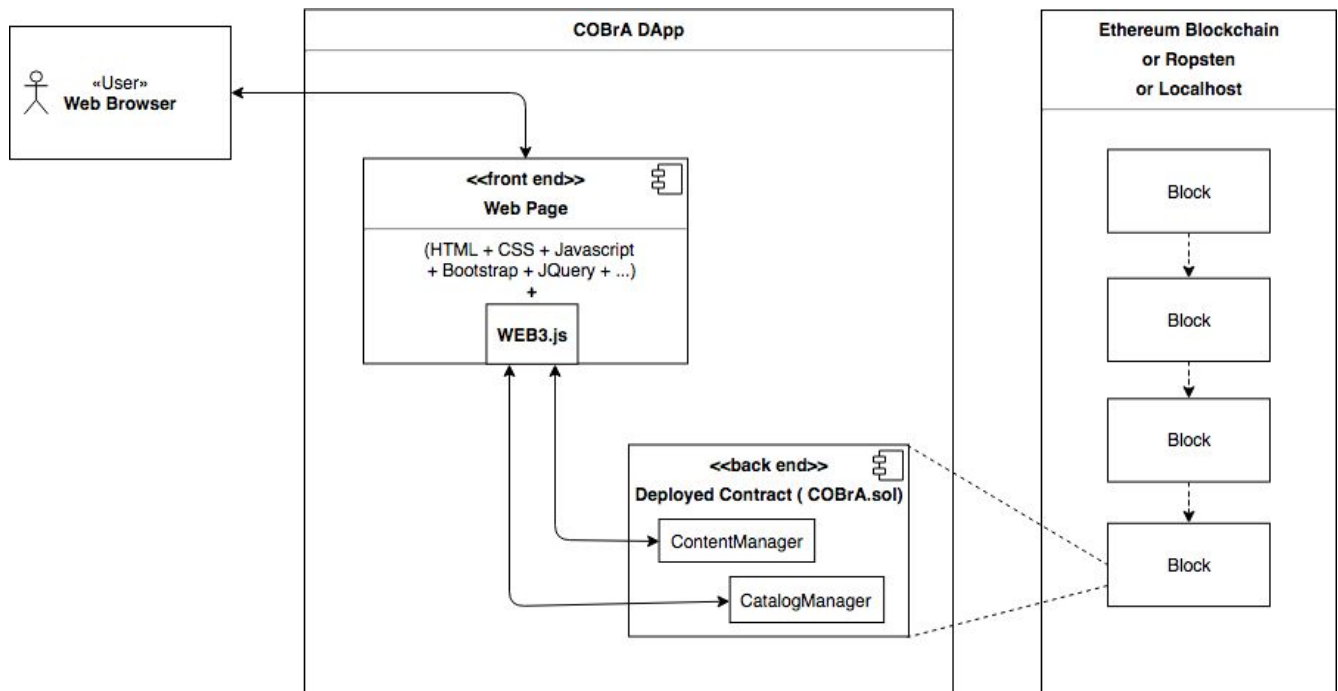 «User»
Web Browser
COBrA DApp
<<front end>>
Web Page
(HTML + CSS + Javascript
+ Bootstrap + JQuery + ...)
+
WEB3.js
<<back end>>
Deployed Contract ( COBrA.sol)
ContentManager
CatalogManager
Ethereum Blockchain
or Ropsten
or Localhost
Block
Block
Block
Block